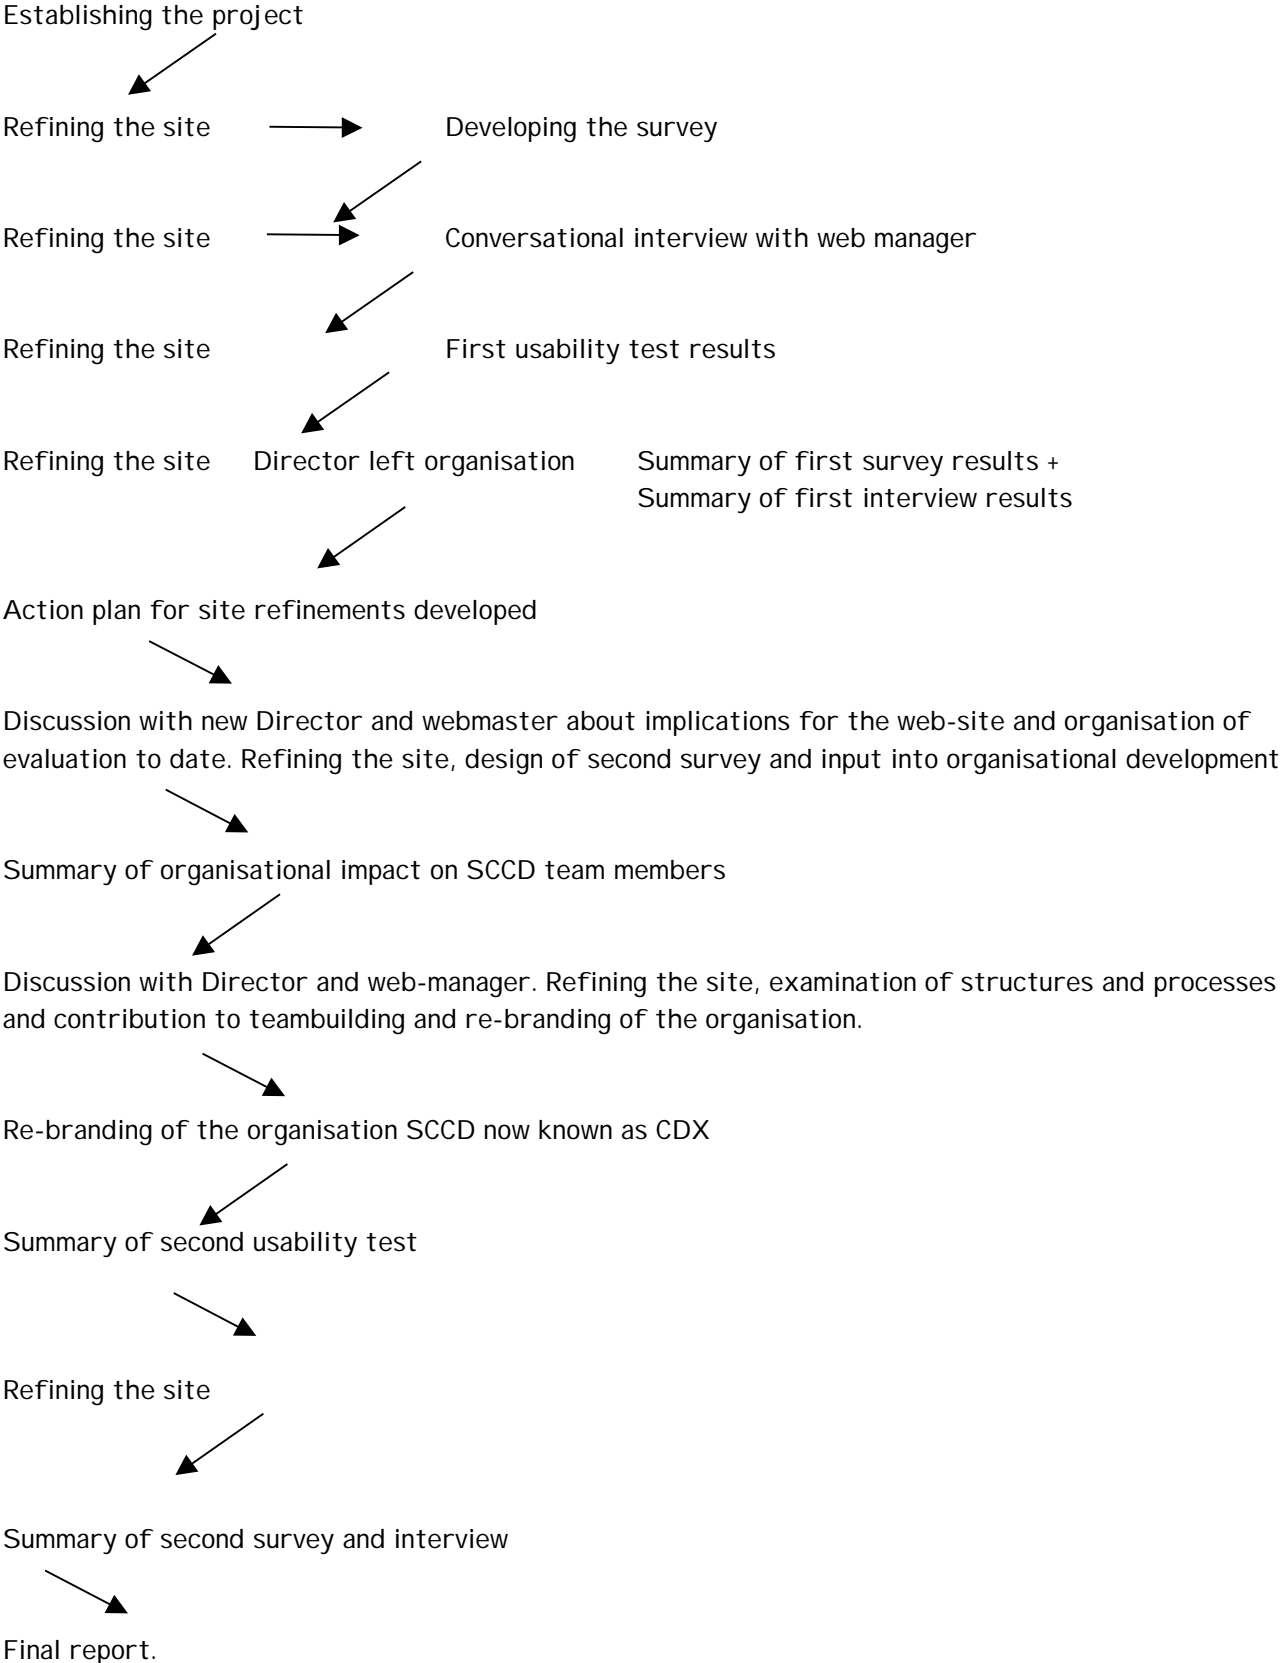 Establishing the project
Refining the site Developing the survey
Refining the site Conversational interview with web manager
Refining the site First usability test results
Refining the site Director left organisation Summary of first survey results +
Summary of first interview results
Action plan for site refinements developed
Discussion with new Director and webmaster about implications for the web-site and organisation of
evaluation to date. Refining the site, design of second survey and input into organisational development
Summary of organisational impact on SCCD team members
Discussion with Director and web-manager. Refining the site, examination of structures and processes
and contribution to teambuilding and re-branding of the organisation.
Re-branding of the organisation SCCD now known as CDX
Summary of second usability test
Refining the site
Summary of second survey and interview
Final report.